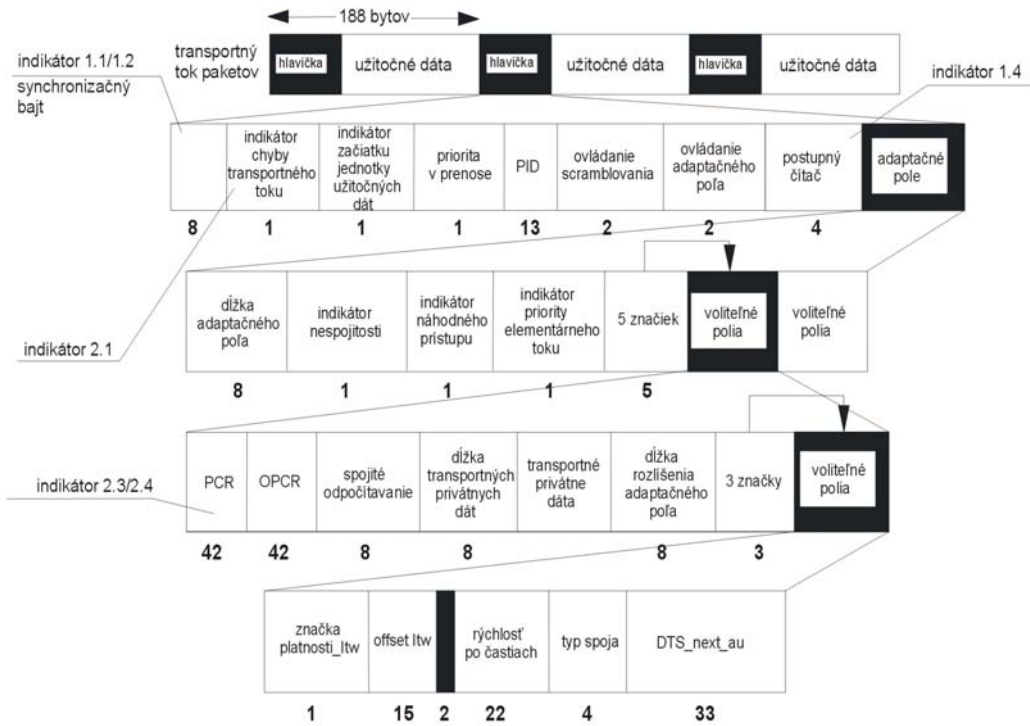 188 bytov
transportný
tok paketov
hlavička
užitočné dáta
hlavička
užitočné dáta
hlavička
užitočné dáta
indikátor 1.1/1.2
synchronizačný
bajt
indikátor 1.4
indikátor
chyby
transportného
toku
indikátor
začiatku
jednotky
užitočných
dát
priorita
v prenose
PID
ovládanie
scramblovania
ovládanie
adaptačného
poľa
postupný
čítač
adaptačné
pole
8 1 1 1 13 2 2 4
dĺžka
adaptačného
poľa
indikátor
nespojitosti
indikátor
náhodného
prístupu
indikátor
priority
elementárneho
toku
5 značiek
voliteľné
polia
voliteľné
polia
indikátor 2.1
8 1 1 1 5
indikátor 2.3/2.4
PCR
OPCR
spojité
odpočítavanie
dĺžka
transportných
privátnych
dát
transportné
privátne
dáta
dĺžka
rozlíšenia
adaptačného
poľa
3 značky
voliteľné
polia
42 42 8 8 8 3
značka
platnosti_ltw
offset ltw
rýchlosť
po častiach
typ spoja
DTS_next_au
1 15 2 22 4 33